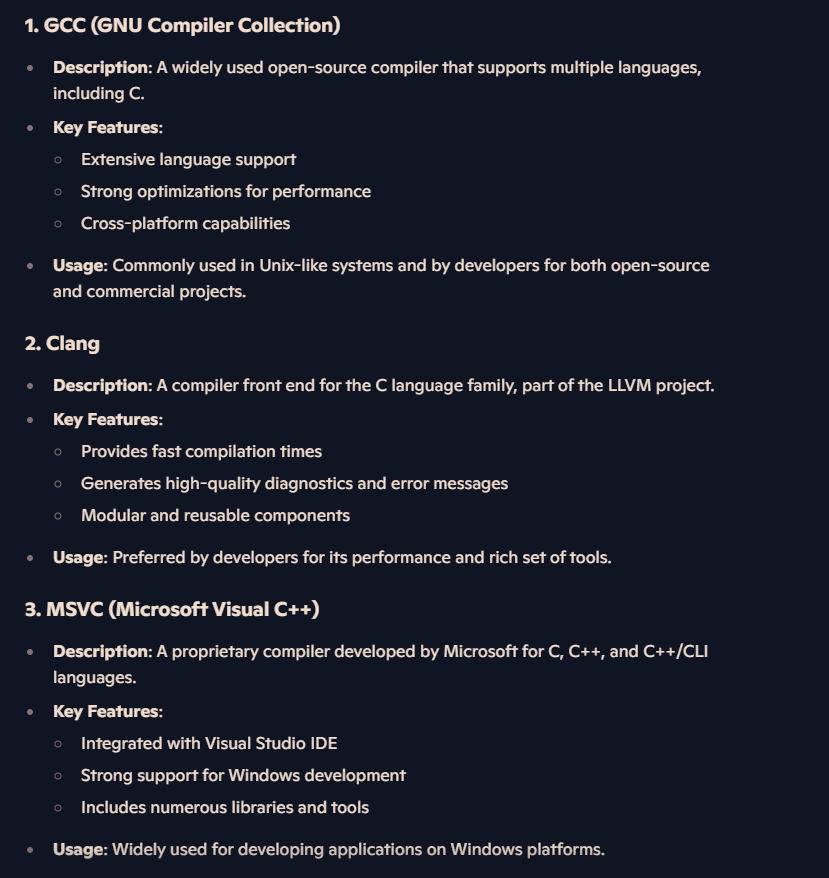 1. GCC (GNU Compiler Collection)
Description: A widely used open-source compiler that supports multiple languages,
including C.
Key Features:
Extensive language support
Strong optimizations for performance
Cross-platform capabilities
Usage: Commonly used in Unix-like systems and by developers for both open-source
and commercial projects.
2. Clang
Description: A compiler front end for the C language family, part of the LLVM project.
Key Features:
Provides fast compilation times
Generates high-quality diagnostics and error messages
Modular and reusable components
Usage: Preferred by developers for its performance and rich set of tools.
3. MSVC (Microsoft Visual C++)
Description: A proprietary compiler developed by Microsoft for C, C++, and C++/CLI
languages.
Key Features:
Integrated with Visual Studio IDE
Strong support for Windows development
Includes numerous libraries and tools
Usage: Widely used for developing applications on Windows platforms.